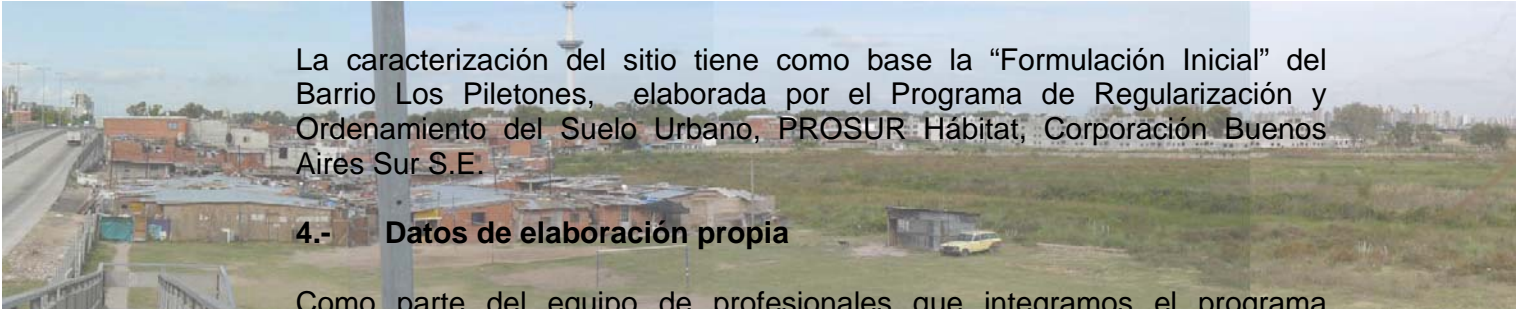 La caracterización del sitio tiene como base la “Formulación Inicial” del
Barrio Los Piletones, elaborada por el Programa de Regularización y
Ordenamiento del Suelo Urbano, PROSUR Hábitat, Corporación Buenos
Aires Sur S.E.
4.- Datos de elaboración propia
Como parte del equipo de profesionales que integramos el programa